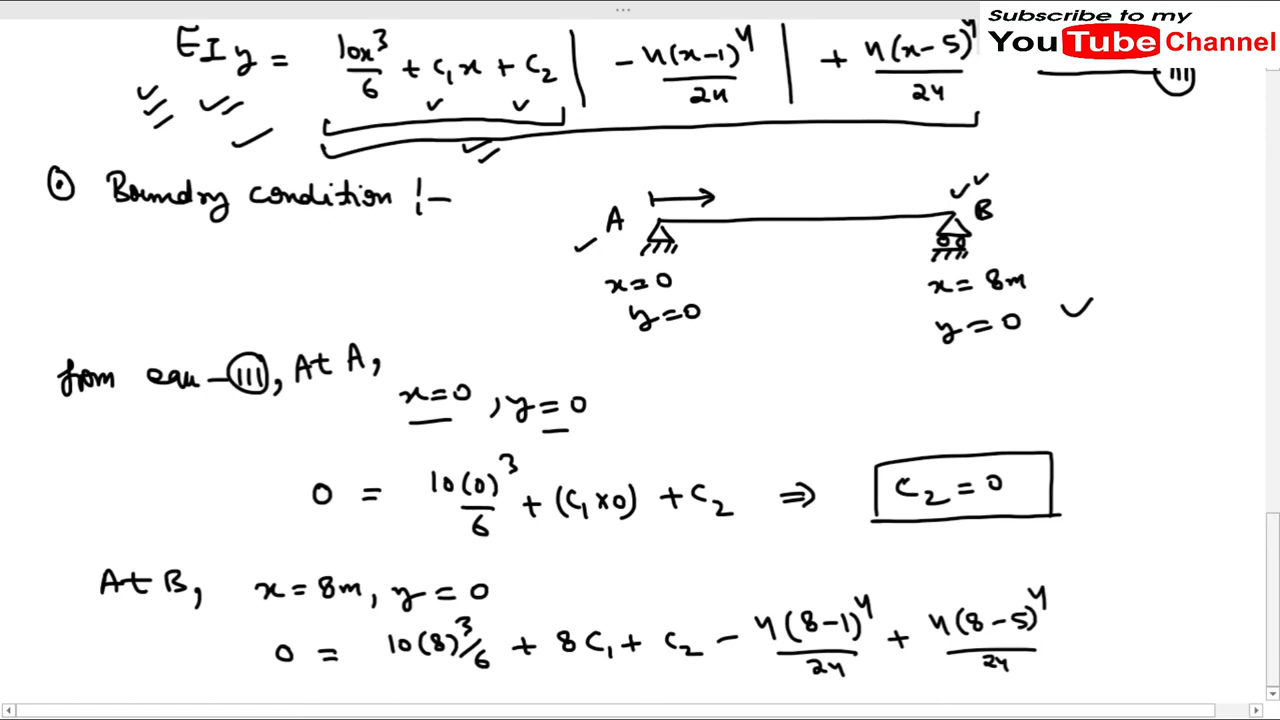 Subscribe to my
YouTube Channel
EIy = 10x³/6 + C₁x + C₂ | - 4(x-1)⁴/24 | + 4(x-5)⁴/24 — III
Boundry condition :-
A B
x=0 x= 8m
y=0 y=0
from equ-III, At A,
x=0, y=0
0 = 10(0)³/6 + (C₁×0) + C₂ ⇒ C₂=0
At B, x=8m, y=0
0 = 10(8)³/6 + 8C₁ + C₂ - 4(8-1)⁴/24 + 4(8-5)⁴/24